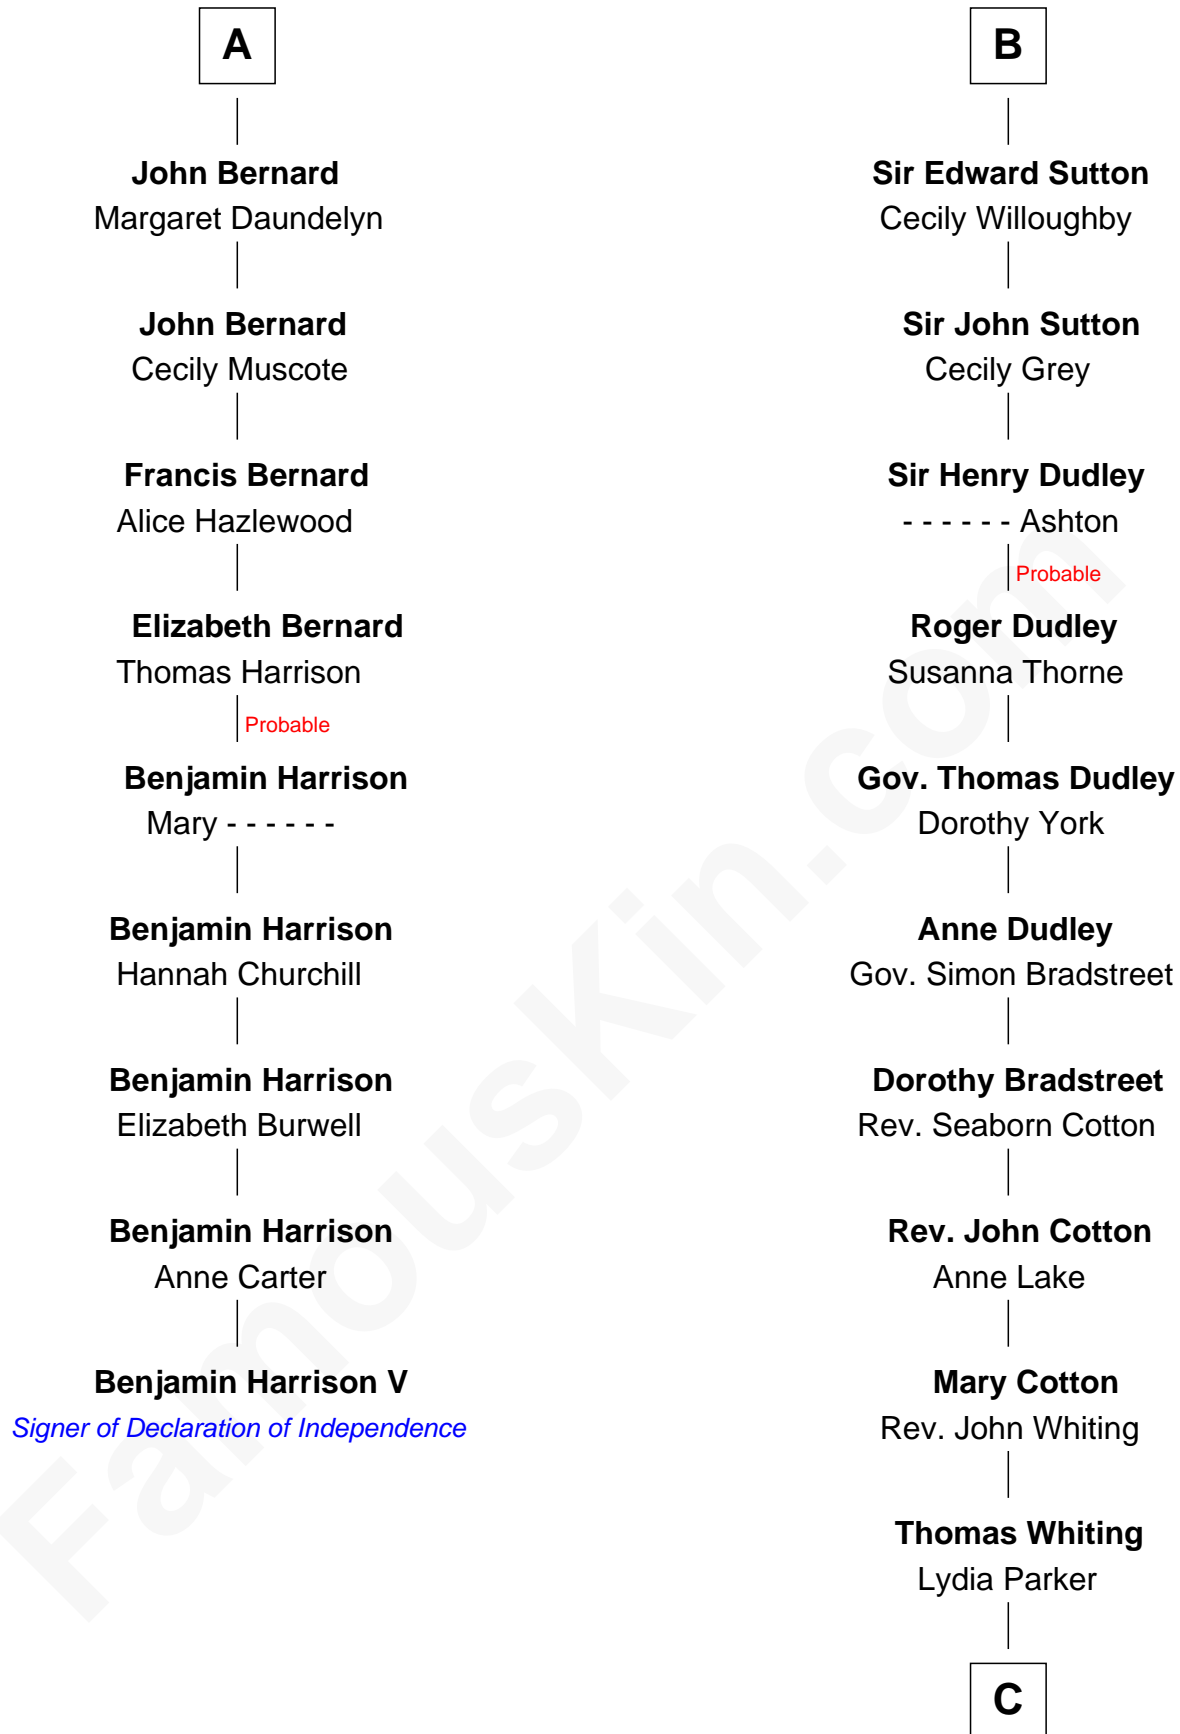 A
John Bernard
Margaret Daundelyn
John Bernard
Cecily Muscote
Francis Bernard
Alice Hazlewood
Elizabeth Bernard
Thomas Harrison
Probable
Benjamin Harrison
Mary - - - - - -
Benjamin Harrison
Hannah Churchill
Benjamin Harrison
Elizabeth Burwell
Benjamin Harrison
Anne Carter
Benjamin Harrison V
Signer of Declaration of Independence
B
Sir Edward Sutton
Cecily Willoughby
Sir John Sutton
Cecily Grey
Sir Henry Dudley
- - - - - - Ashton
Probable
Roger Dudley
Susanna Thorne
Gov. Thomas Dudley
Dorothy York
Anne Dudley
Gov. Simon Bradstreet
Dorothy Bradstreet
Rev. Seaborn Cotton
Rev. John Cotton
Anne Lake
Mary Cotton
Rev. John Whiting
Thomas Whiting
Lydia Parker
C
FamousKin.com